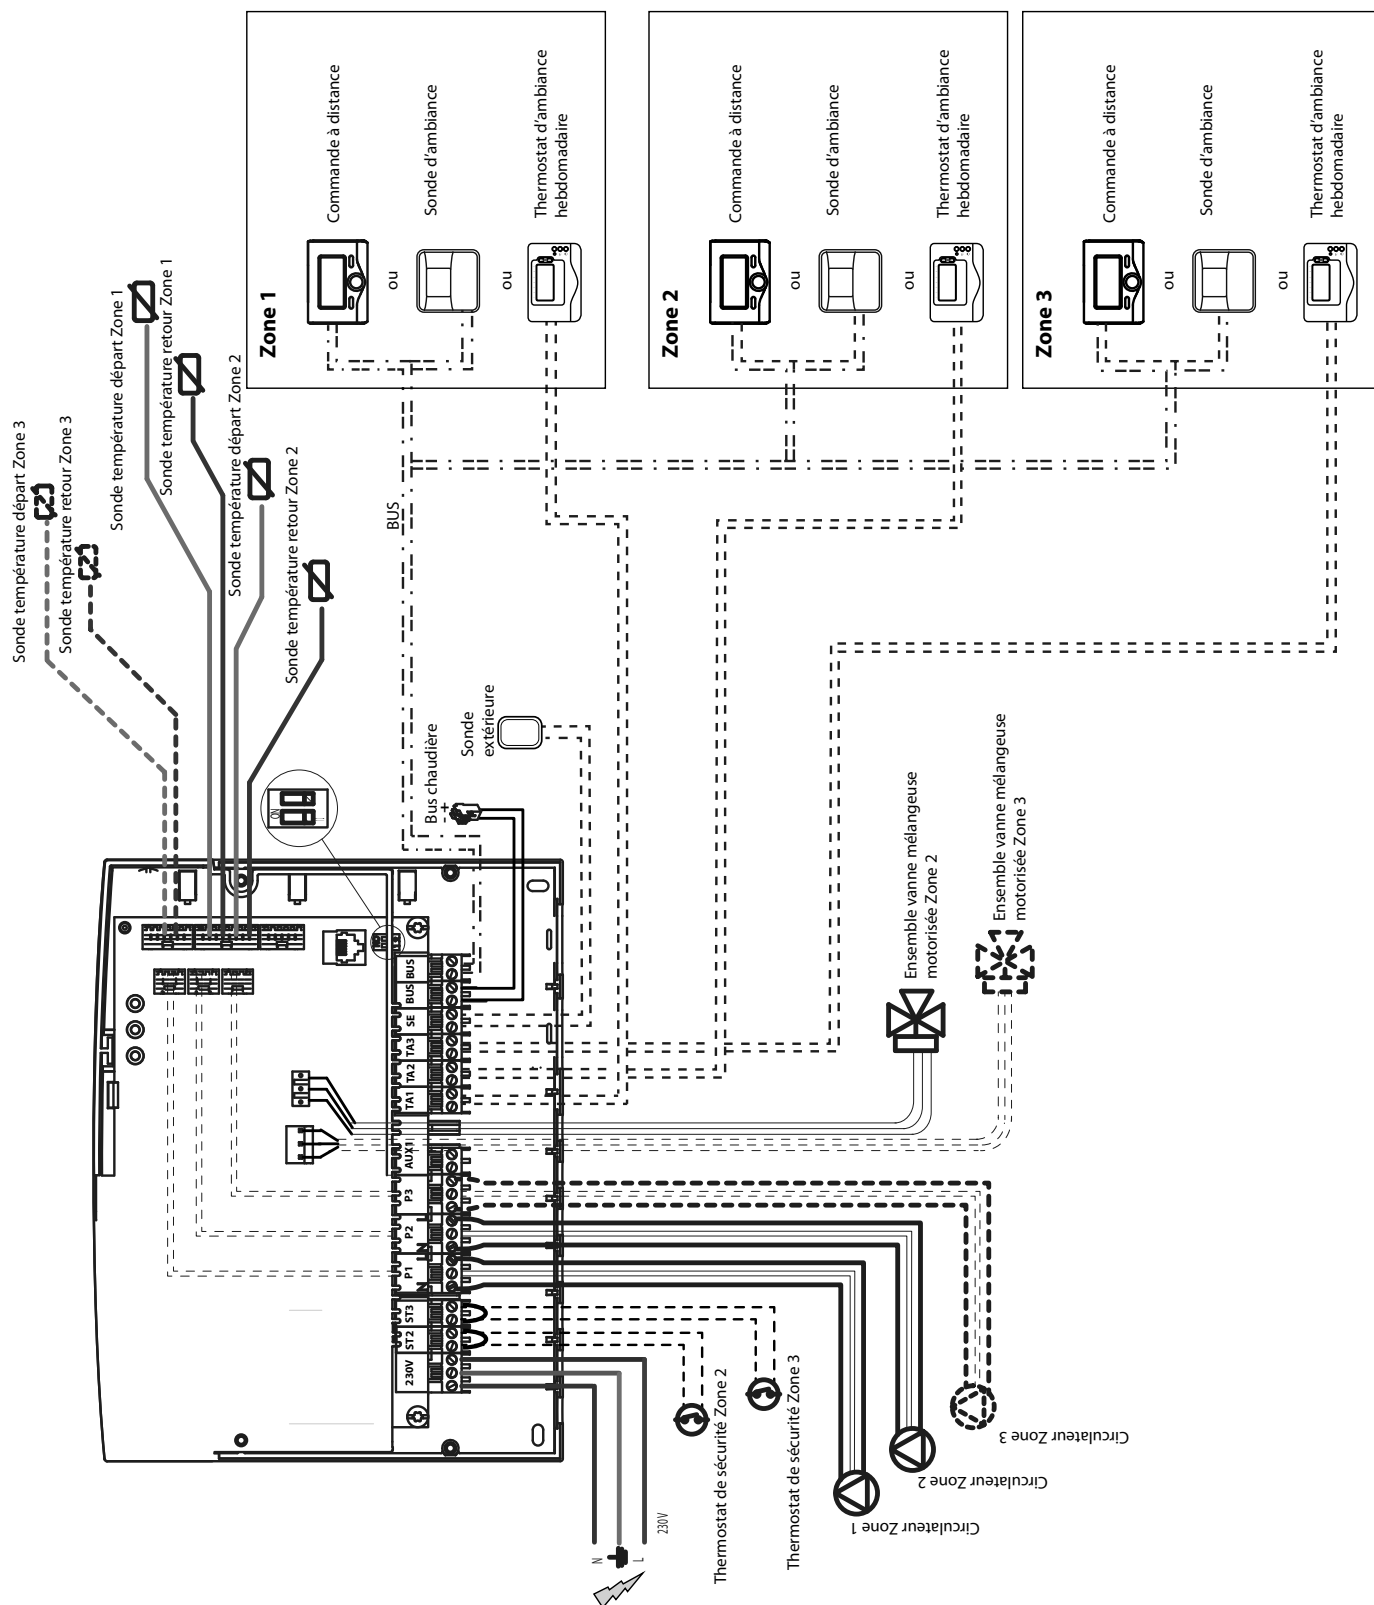 Sonde température départ Zone 3
Sonde température retour Zone 3
Sonde température départ Zone 1
Sonde température retour Zone 1
Sonde température départ Zone 2
Sonde température retour Zone 2
Zone 1
Commande à distance
ou
Sonde d'ambiance
ou
Thermostat d'ambiance
hebdomadaire
Zone 2
Commande à distance
ou
Sonde d'ambiance
ou
Thermostat d'ambiance
hebdomadaire
Zone 3
Commande à distance
ou
Sonde d'ambiance
ou
Thermostat d'ambiance
hebdomadaire
BUS
Sonde
extérieure
Bus chaudière
- +
ON
Ensemble vanne mélangeuse
motorisée Zone 2
Ensemble vanne mélangeuse
motorisée Zone 3
230V
ST2
ST3
P1
P2
P3
AUX1
TA1
TA2
TA3
SE
BUS
BUS
N
L
N
L
N
L
230V
Thermostat de sécurité Zone 2
Thermostat de sécurité Zone 3
Circulateur Zone 1
Circulateur Zone 2
Circulateur Zone 3